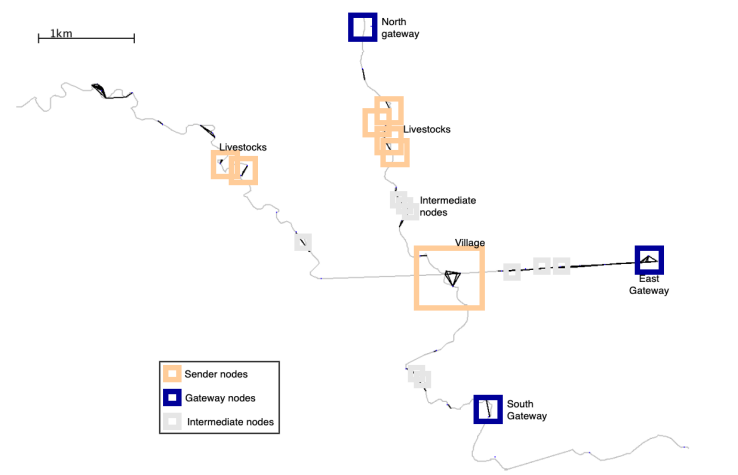 North
gateway
1km
Livestocks
Livestocks
Intermediate
nodes
Village
East
Gateway
Sender nodes
Gateway nodes
Intermediate nodes
South
Gateway